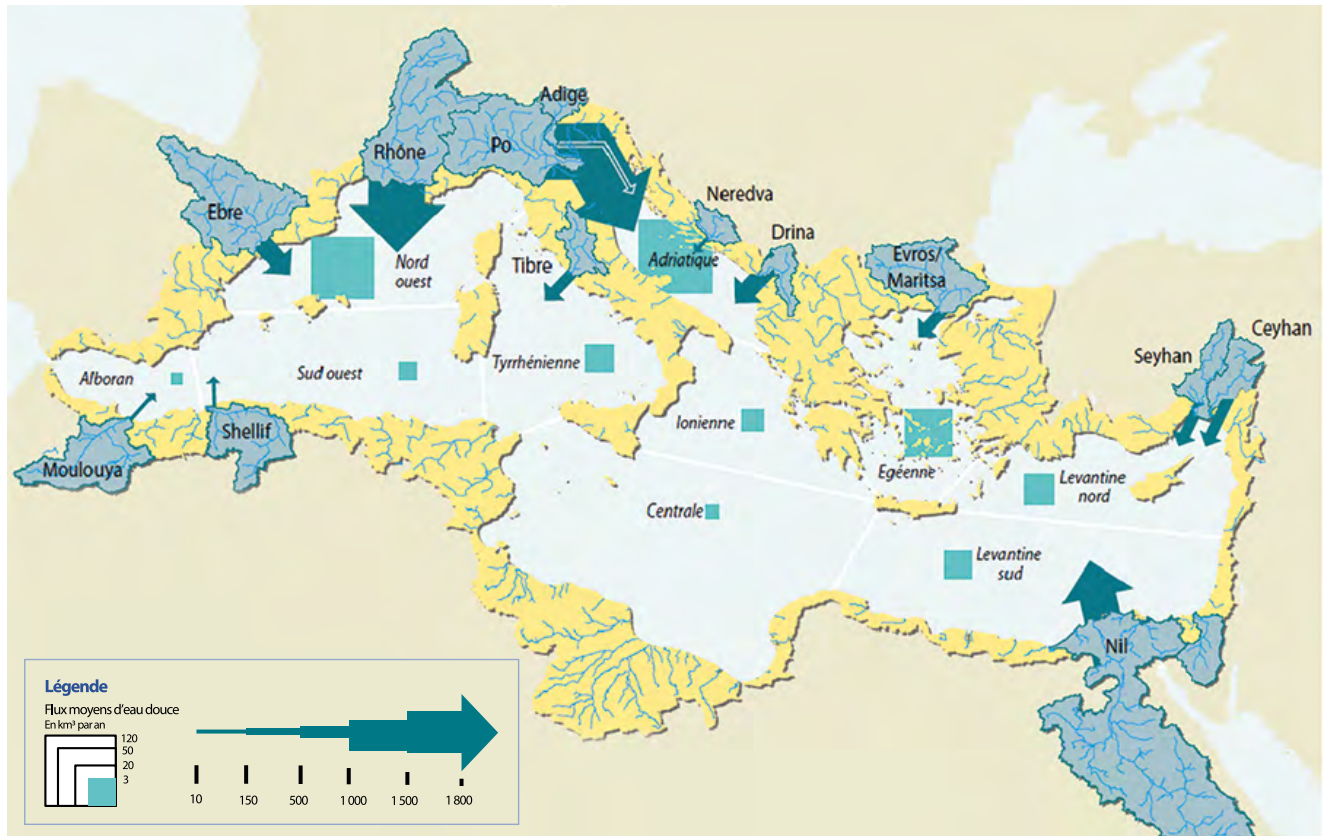 Adige
Rhône
Po
Ebre
Neredva
Drina
Tibre
Nord
ouest
Adriatique
Evros/
Maritsa
Ceyhan
Seyhan
Alboran
Sud ouest
Tyrrhénienne
Ionienne
Egéenne
Levantine
nord
Shellif
Moulouya
Centrale
Levantine
sud
Nil
Légende
Flux moyens d'eau douce
En km³ par an
120
50
20
3
10 150 500 1 000 1 500 1 800